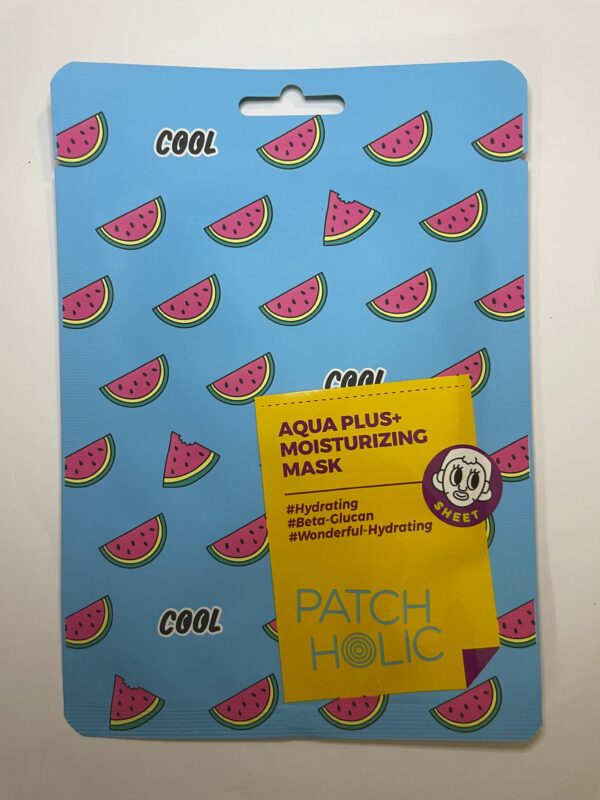 COOL
COOL
AQUA PLUS+
MOISTURIZING
MASK
#Hydrating
#Beta-Glucan
#Wonderful-Hydrating
SHEET
PATCH
HOLIC
COOL